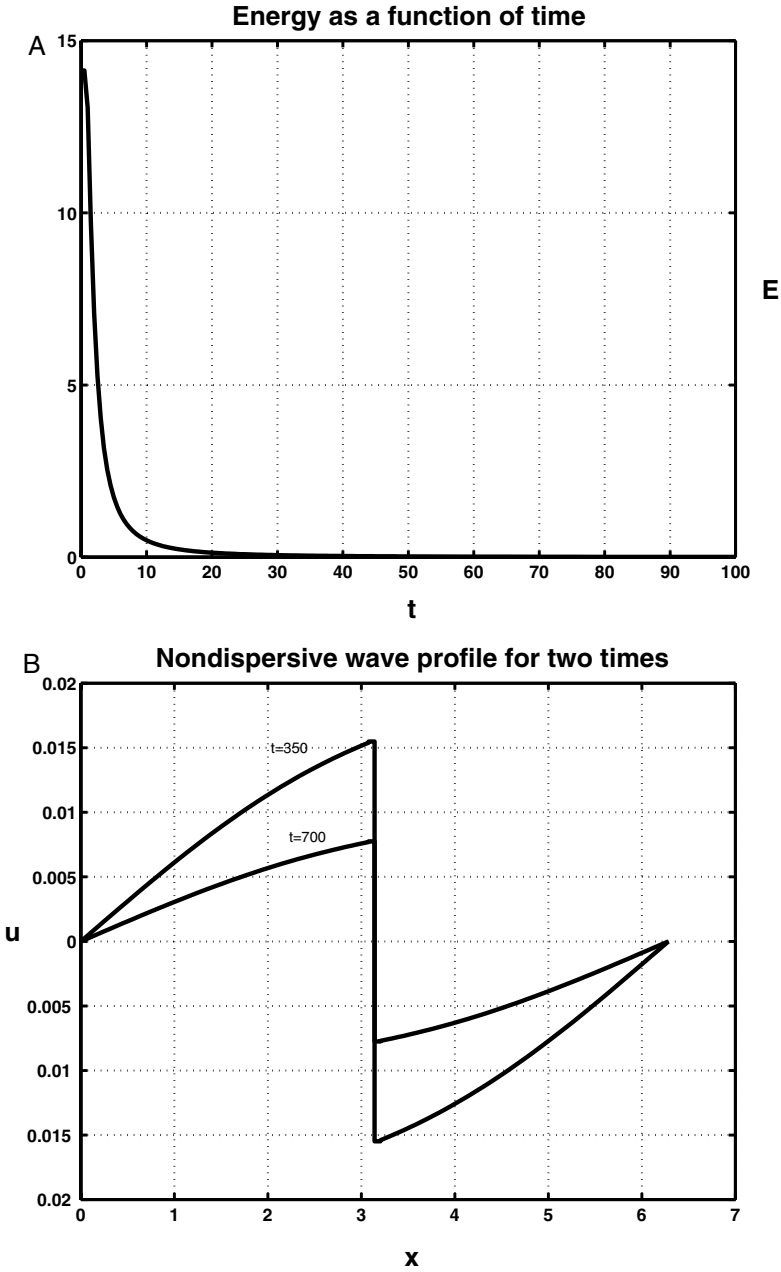 Energy as a function of time
A
15
10
5
0
E
0 10 20 30 40 50 60 70 80 90 100
t
B
Nondispersive wave profile for two times
0.02
0.015
0.01
0.005
0
0.005
0.01
0.015
0.02
t=350
t=700
u
0 1 2 3 4 5 6 7
x